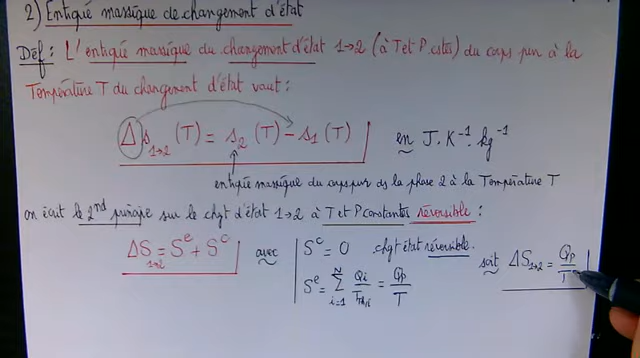 2) Entropie massique de changement d'état
Déf : L'entropie massique du changement d'état 1→2 (à T et P cstes) du corps pur à la
Température T du changement d'état vaut :
Δs₁→₂ (T) = s₂ (T) - s₁ (T) en J.K⁻¹.kg⁻¹
entropie massique du corps pur ds la phase 2 à la Température T
on écrit le 2nd principe sur le chgt d'état 1→2 à T et P constantes réversible :
ΔS₁→₂ = Sᵉ + Sᶜ avec
Sᶜ = 0 chgt état réversible.
Sᵉ = Σ(i=1 → N) Qi/Tth,i = Qp/T
soit ΔS₁→₂ = Qp/T